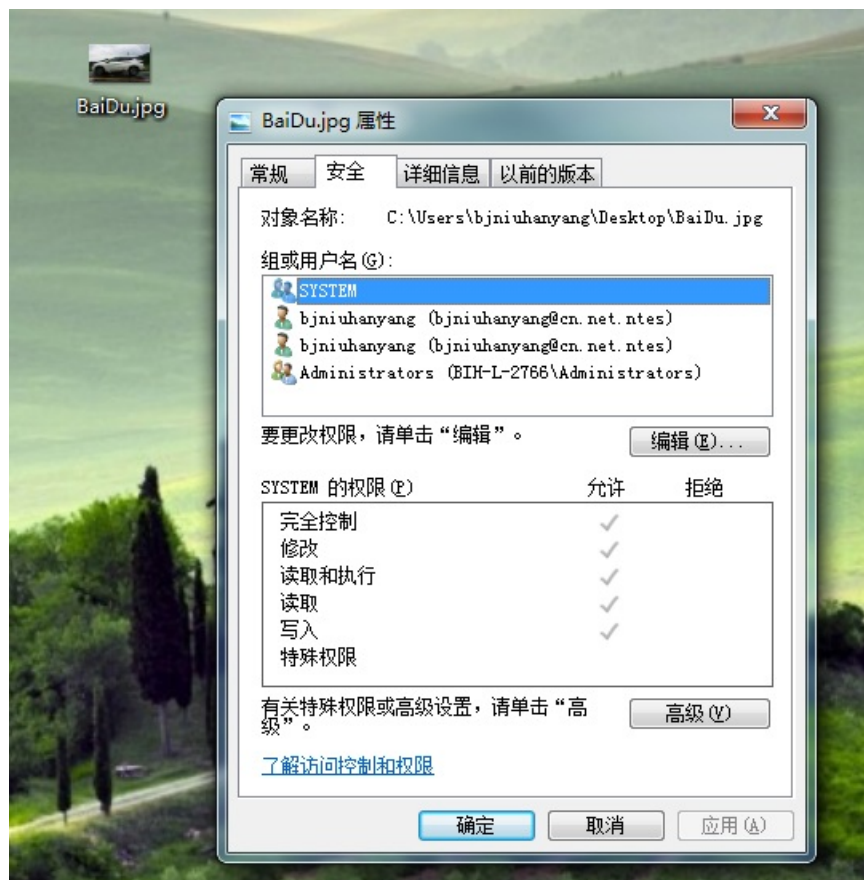 BaiDu.jpg
BaiDu.jpg 属性
常规 安全 详细信息 以前的版本
对象名称: C:\Users\bjniuhanyang\Desktop\BaiDu.jpg
组或用户名(G):
SYSTEM
bjniuhanyang (bjniuhanyang@cn.net.ntes)
bjniuhanyang (bjniuhanyang@cn.net.ntes)
Administrators (BIH-L-2766\Administrators)
要更改权限，请单击“编辑”。 编辑(E)...
SYSTEM 的权限(P) 允许 拒绝
完全控制
修改
读取和执行
读取
写入
特殊权限
有关特殊权限或高级设置，请单击“高
级”。
高级(V)
了解访问控制和权限
确定 取消 应用(A)